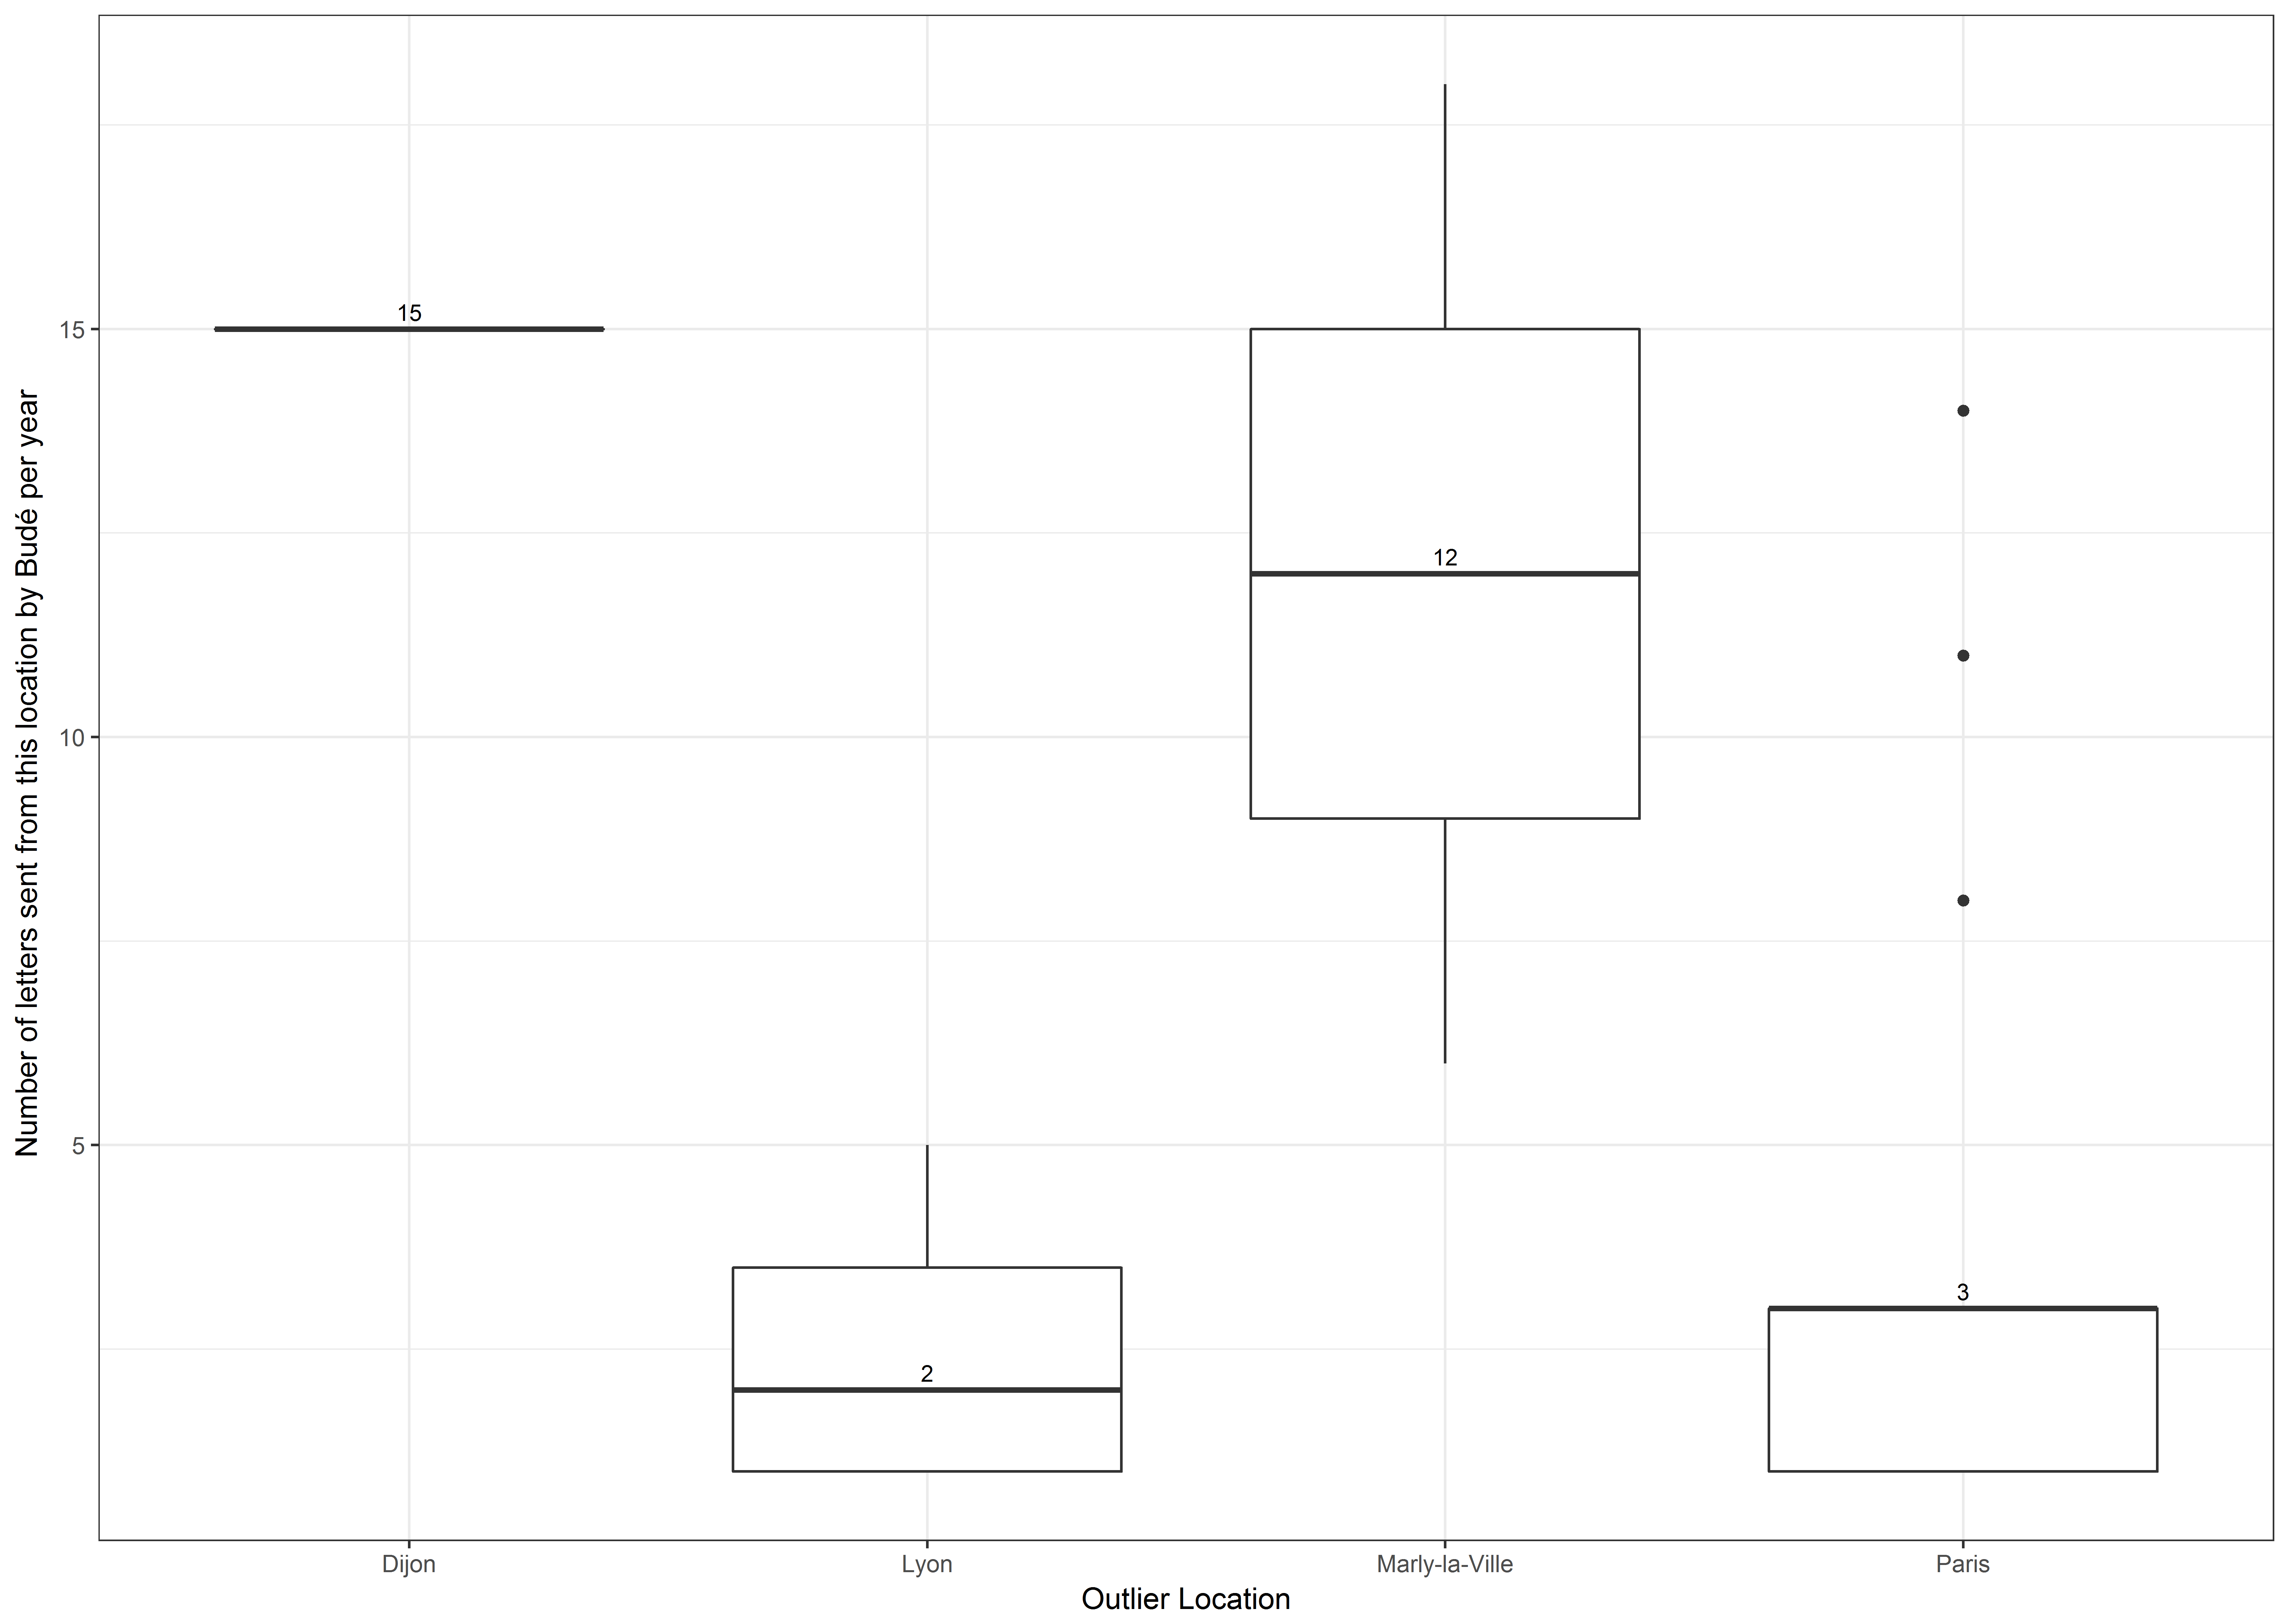 Number of letters sent from this location by Budé per year
15
10
5
15
2
12
3
Dijon
Lyon
Marly-la-Ville
Paris
Outlier Location